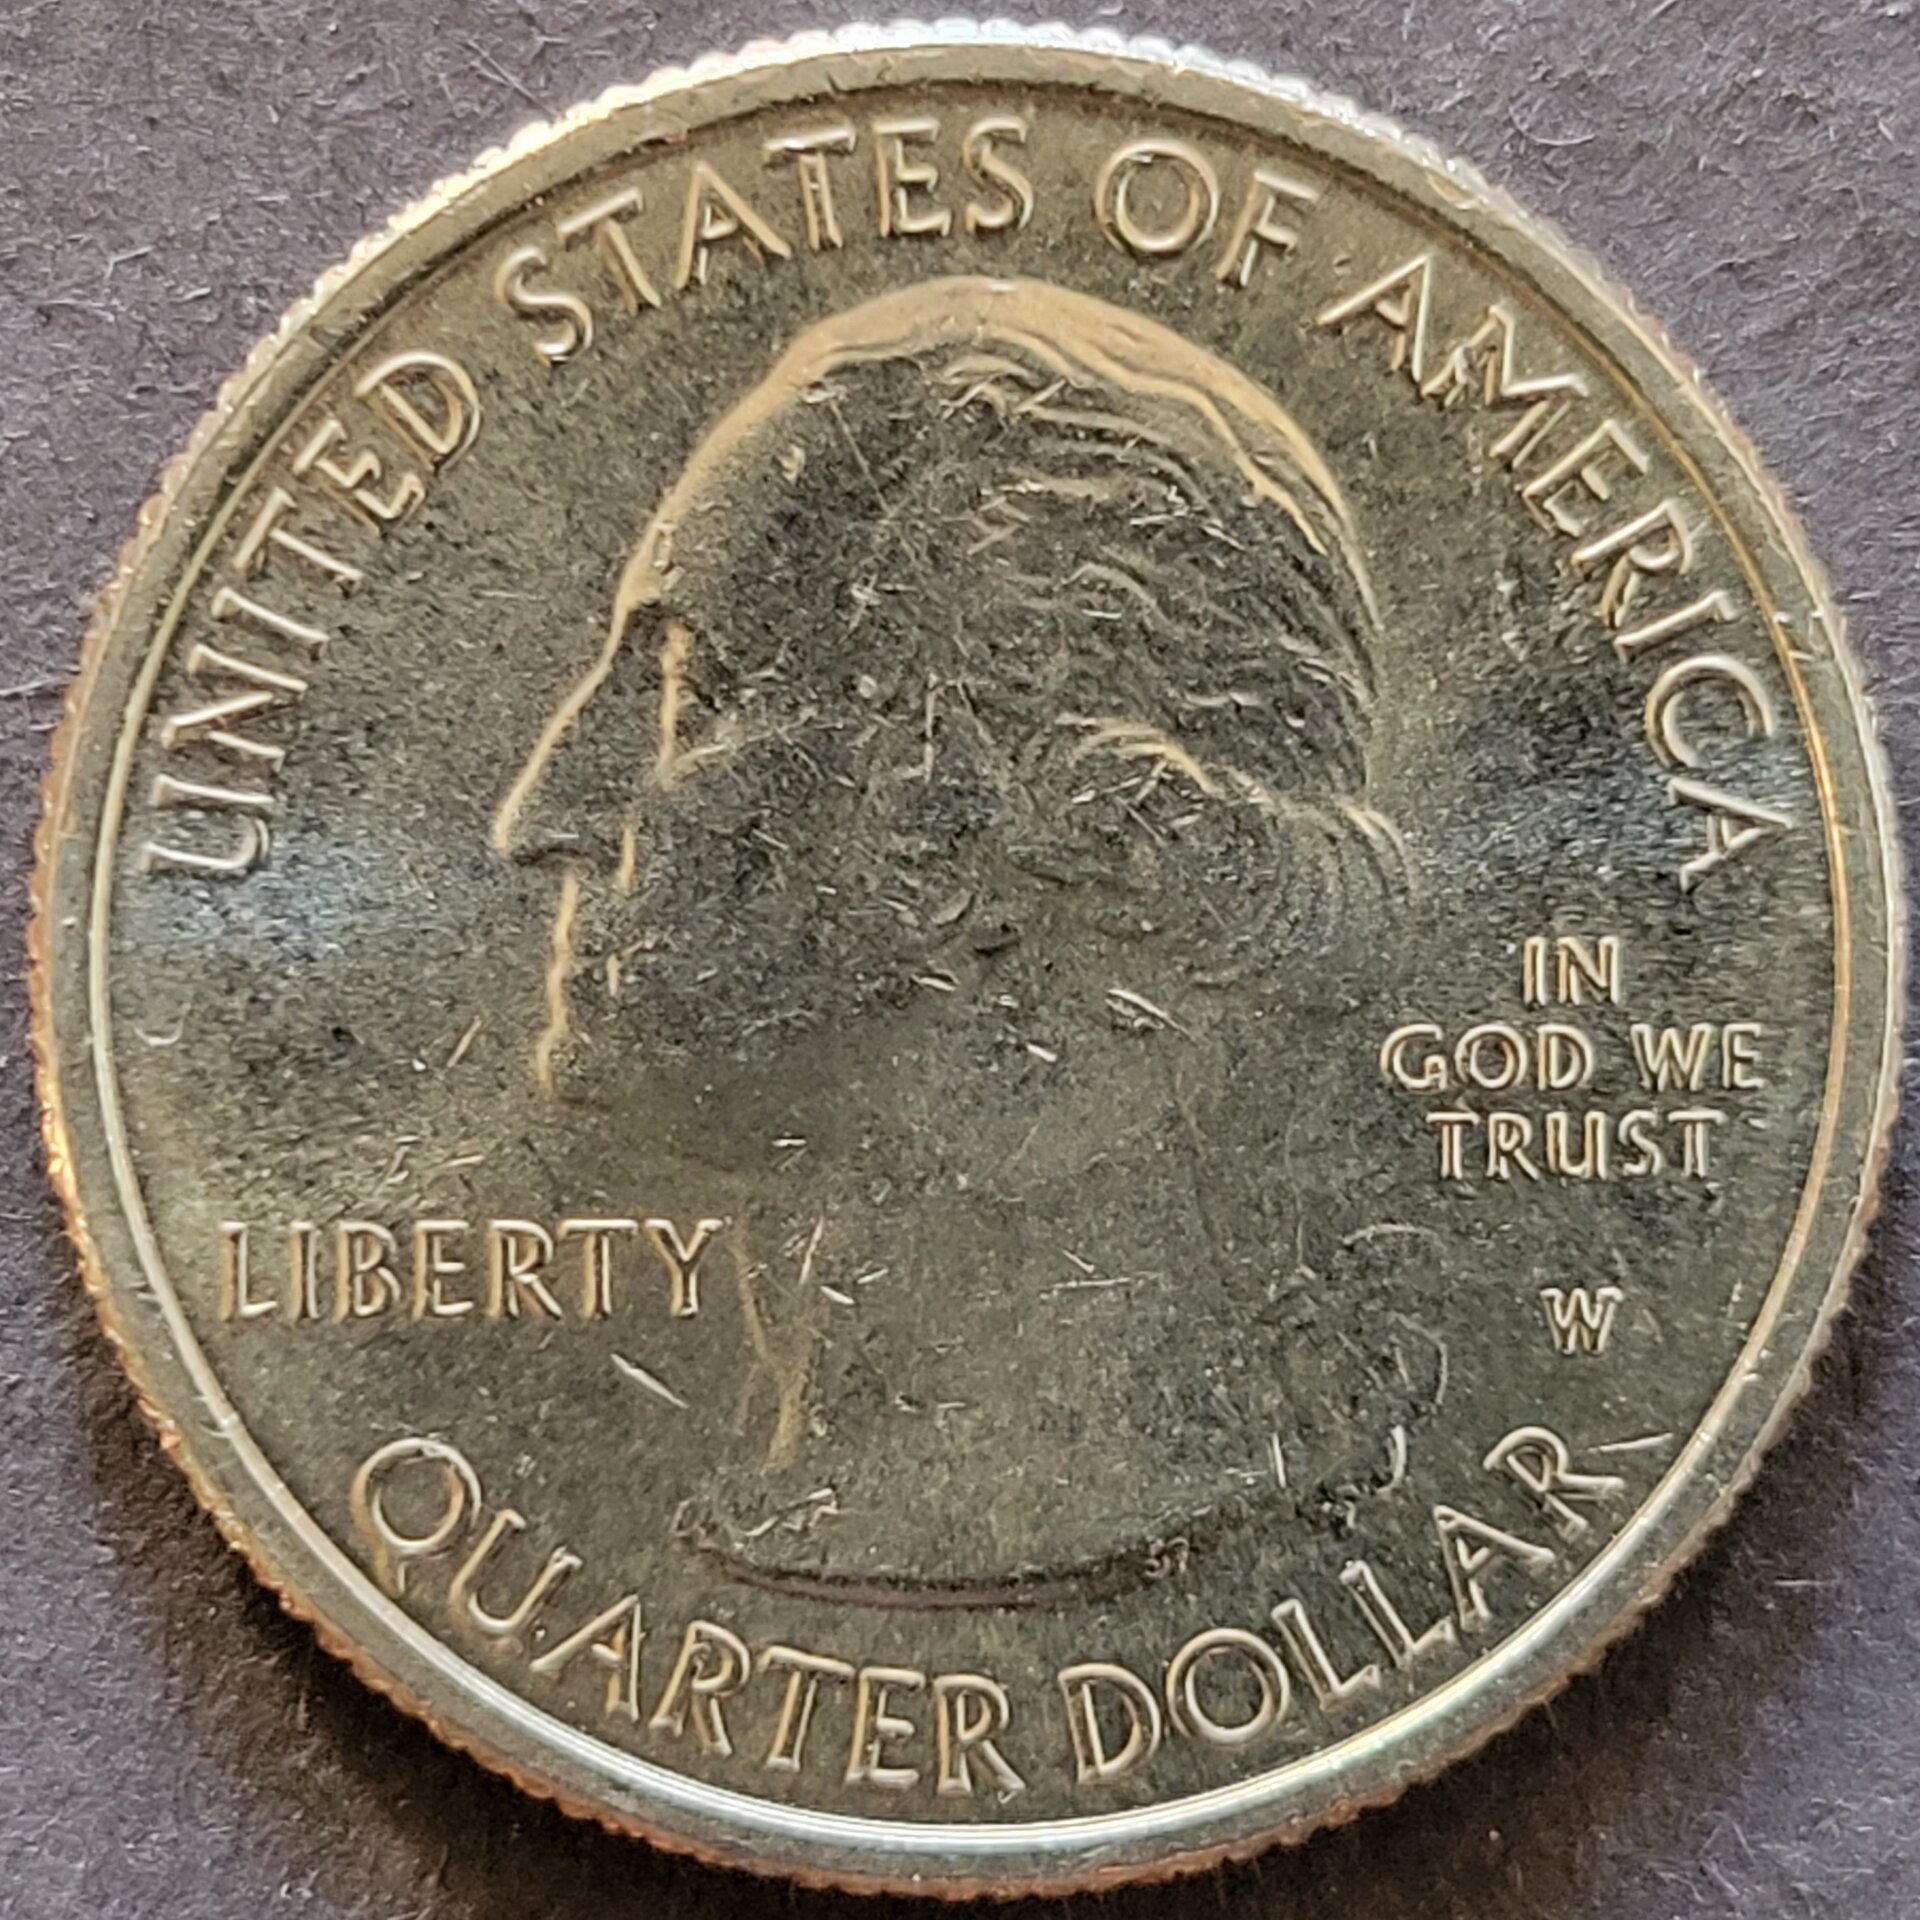 UNITED STATES OF AMERICA
IN
GOD WE
TRUST
LIBERTY
W
QUARTER DOLLAR